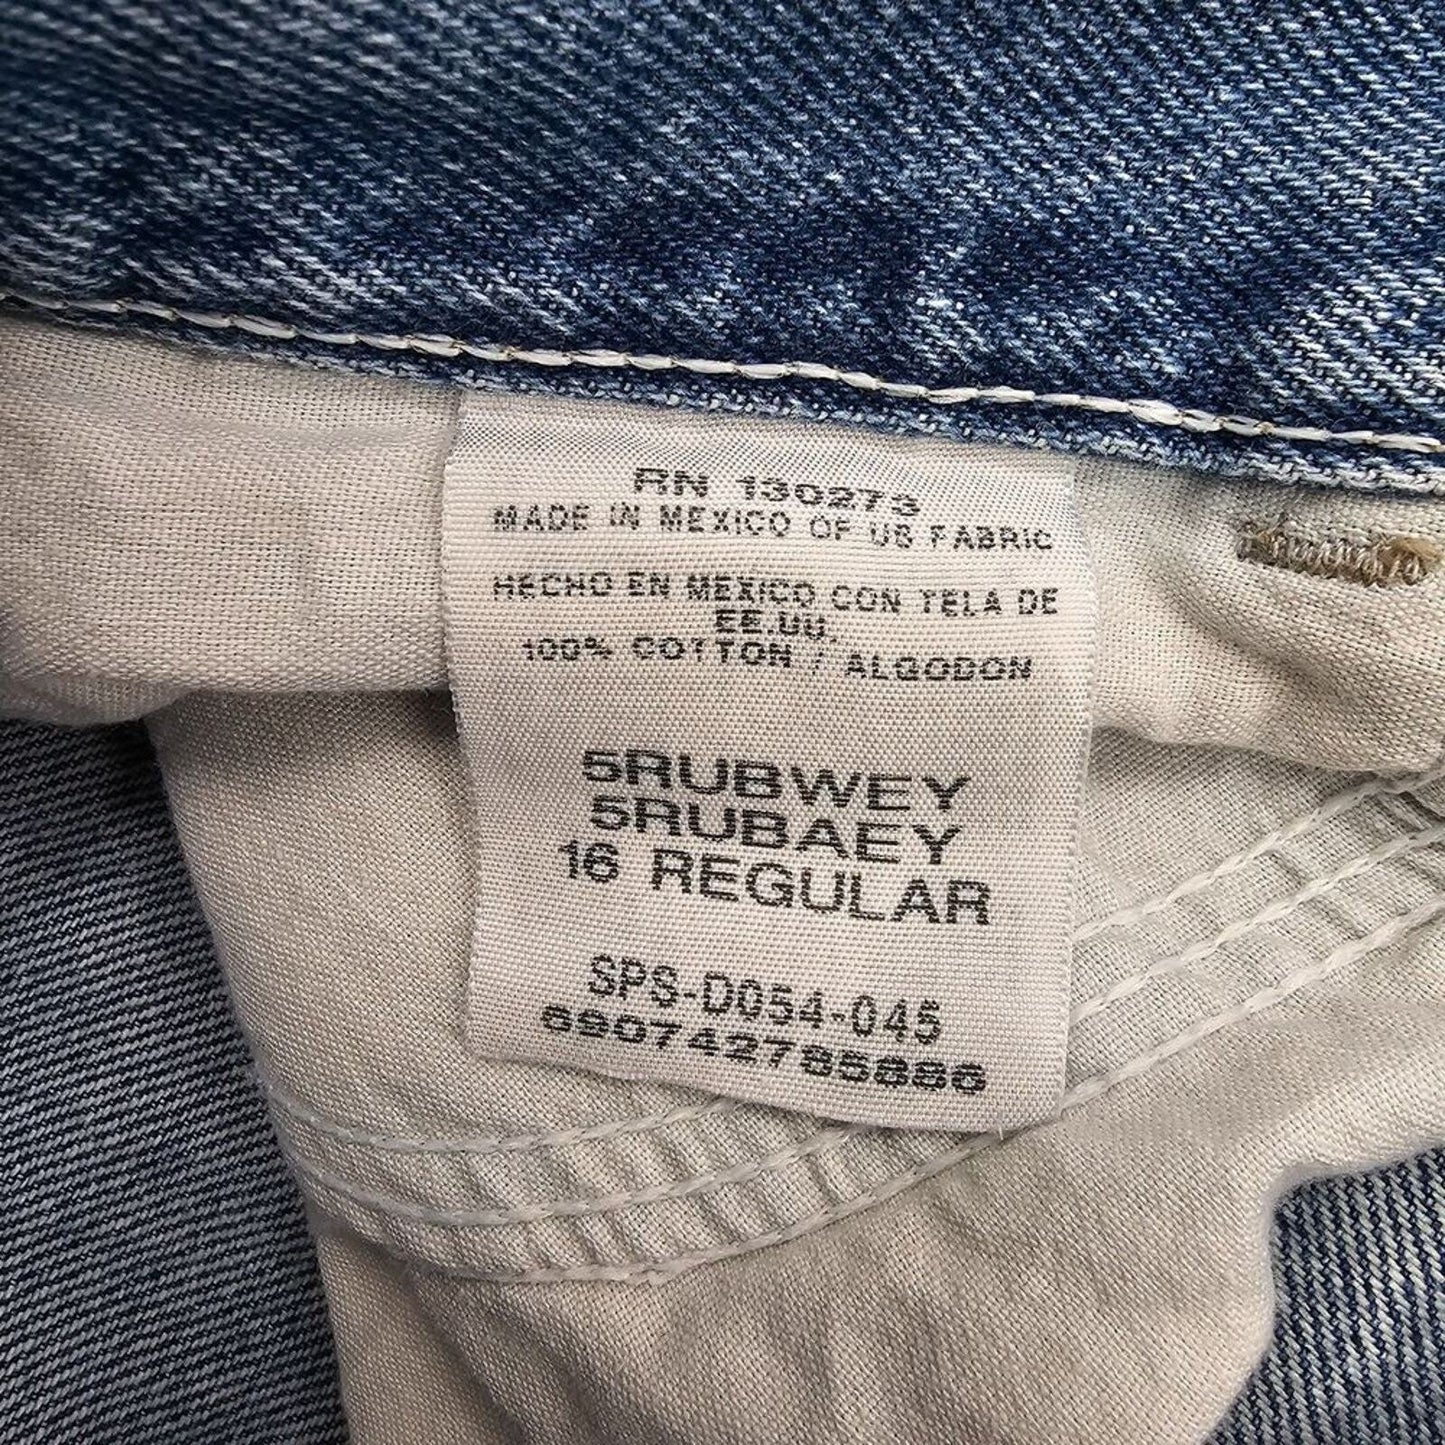 RN 130273
MADE IN MEXICO OF US FABRIC
HECHO EN MEXICO CON TELA DE
EE.UU.
100% COTTON / ALGODON
5RUBWEY
5RUBAEY
16 REGULAR
SPS-D054-045
690742785886